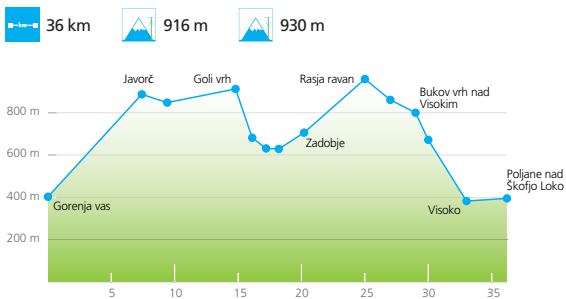 km
36 km
916 m
930 m
Javorč
Goli vrh
Rasja ravan
Bukov vrh nad
Visokim
800 m
Zadobje
600 m
Poljane nad
Škofjo Loko
400 m
Gorenja vas
Visoko
200 m
5
10
15
20
25
30
35